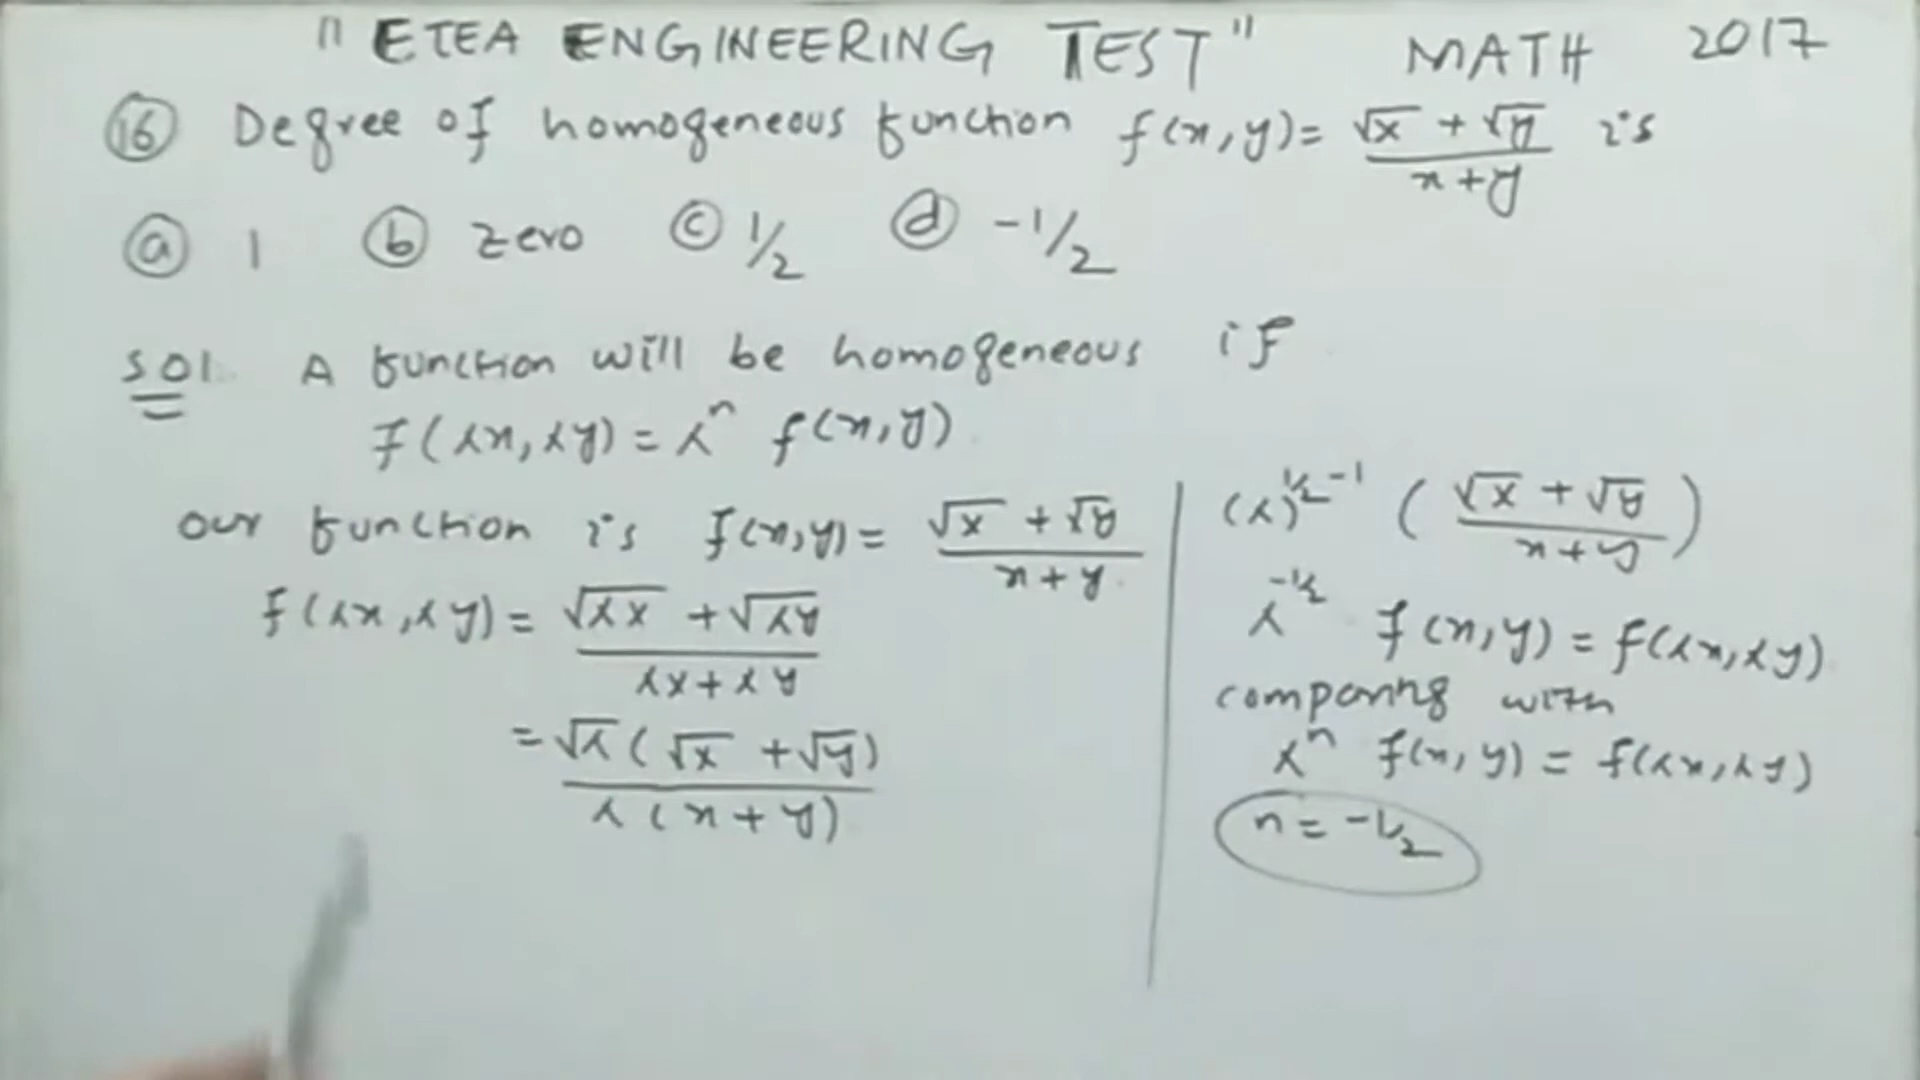 "ETEA ENGINEERING TEST" MATH 2017
(16) Degree of homogeneous function f(x,y)= (√x + √y)/(x+y) is
(a) 1 (b) zero (c) 1/2 (d) -1/2
Sol. A function will be homogeneous if
f(λx, λy) = λ^n f(x,y)
our function is f(x,y) = (√x + √y)/(x+y)
f(λx, λy) = (√λx + √λy)/(λx+λy)
= √λ(√x + √y)/λ(x+y)
(λ)^(1/2 -1) ((√x + √y)/(x+y))
λ^(-1/2) f(x,y) = f(λx, λy)
comparing with
λ^n f(x,y) = f(λx, λy)
n = -1/2